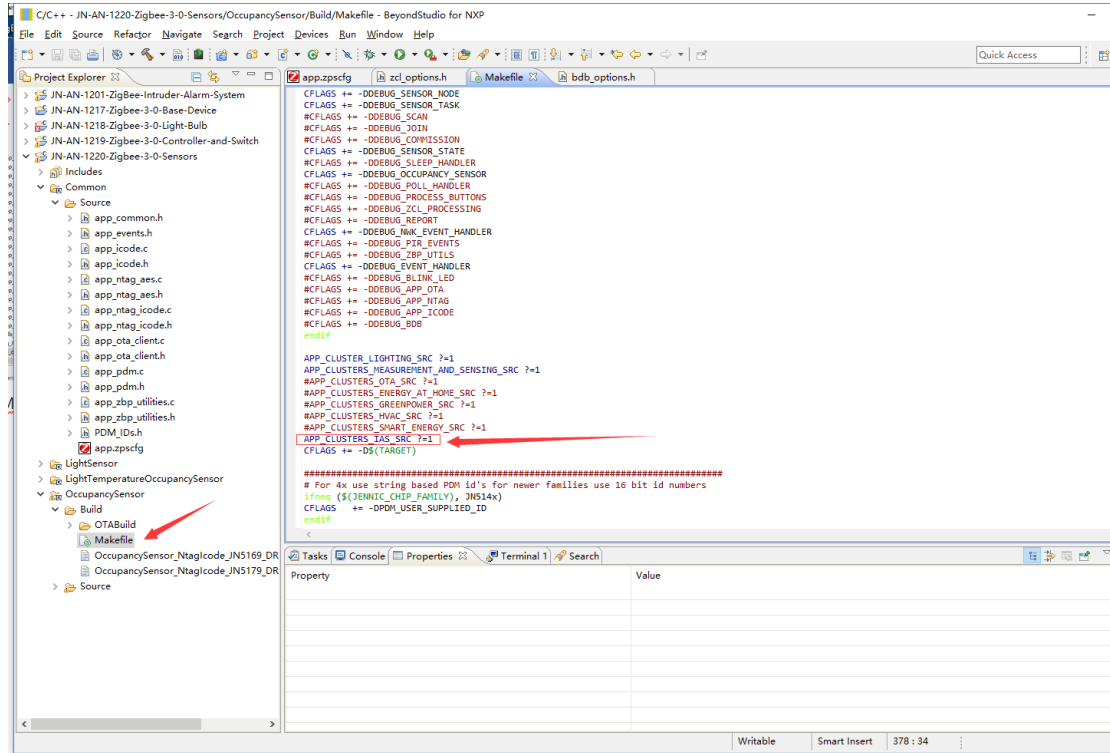 C/C++ - JN-AN-1220-Zigbee-3-0-Sensors/OccupancySensor/Build/Makefile - BeyondStudio for NXP
File Edit Source Refactor Navigate Search Project Devices Run Window Help
Quick Access
Project Explorer
app.zpscfg zcl_options.h Makefile bdb_options.h
JN-AN-1201-ZigBee-Intruder-Alarm-System
JN-AN-1217-Zigbee-3-0-Base-Device
JN-AN-1218-Zigbee-3-0-Light-Bulb
JN-AN-1219-Zigbee-3-0-Controller-and-Switch
JN-AN-1220-Zigbee-3-0-Sensors
Includes
Common
Source
app_common.h
app_events.h
app_icode.c
app_icode.h
app_ntag_aes.c
app_ntag_aes.h
app_ntag_icode.c
app_ntag_icode.h
app_ota_client.c
app_ota_client.h
app_pdm.c
app_pdm.h
app_zbp_utilities.c
app_zbp_utilities.h
PDM_IDs.h
app.zpscfg
LightSensor
LightTemperatureOccupancySensor
OccupancySensor
Build
OTABuild
Makefile
OccupancySensor_NtagIcode_JN5169_DR
OccupancySensor_NtagIcode_JN5179_DR
Source
CFLAGS += -DDEBUG_SENSOR_NODE
CFLAGS += -DDEBUG_SENSOR_TASK
#CFLAGS += -DDEBUG_SCAN
#CFLAGS += -DDEBUG_JOIN
#CFLAGS += -DDEBUG_COMMISSION
CFLAGS += -DDEBUG_SENSOR_STATE
#CFLAGS += -DDEBUG_SLEEP_HANDLER
CFLAGS += -DDEBUG_OCCUPANCY_SENSOR
#CFLAGS += -DDEBUG_POLL_HANDLER
#CFLAGS += -DDEBUG_PROCESS_BUTTONS
#CFLAGS += -DDEBUG_ZCL_PROCESSING
#CFLAGS += -DDEBUG_REPORT
CFLAGS += -DDEBUG_NWK_EVENT_HANDLER
#CFLAGS += -DDEBUG_PIR_EVENTS
#CFLAGS += -DDEBUG_ZBP_UTILS
CFLAGS += -DDEBUG_EVENT_HANDLER
#CFLAGS += -DDEBUG_BLINK_LED
#CFLAGS += -DDEBUG_APP_OTA
#CFLAGS += -DDEBUG_APP_NTAG
#CFLAGS += -DDEBUG_APP_ICODE
#CFLAGS += -DDEBUG_BDB
endif
APP_CLUSTER_LIGHTING_SRC ?=1
APP_CLUSTERS_MEASUREMENT_AND_SENSING_SRC ?=1
#APP_CLUSTERS_OTA_SRC ?=1
#APP_CLUSTERS_ENERGY_AT_HOME_SRC ?=1
#APP_CLUSTERS_GREENPOWER_SRC ?=1
#APP_CLUSTERS_HVAC_SRC ?=1
#APP_CLUSTERS_SMART_ENERGY_SRC ?=1
APP_CLUSTERS_IAS_SRC ?=1
CFLAGS += -D$(TARGET)
###############################################################################
# For 4x use string based PDM id's for newer families use 16 bit id numbers
ifneq ($(JENNIC_CHIP_FAMILY), JN514x)
CFLAGS += -DPDM_USER_SUPPLIED_ID
endif
Tasks Console Properties Terminal 1 Search
Property Value
Writable Smart Insert 378 : 34